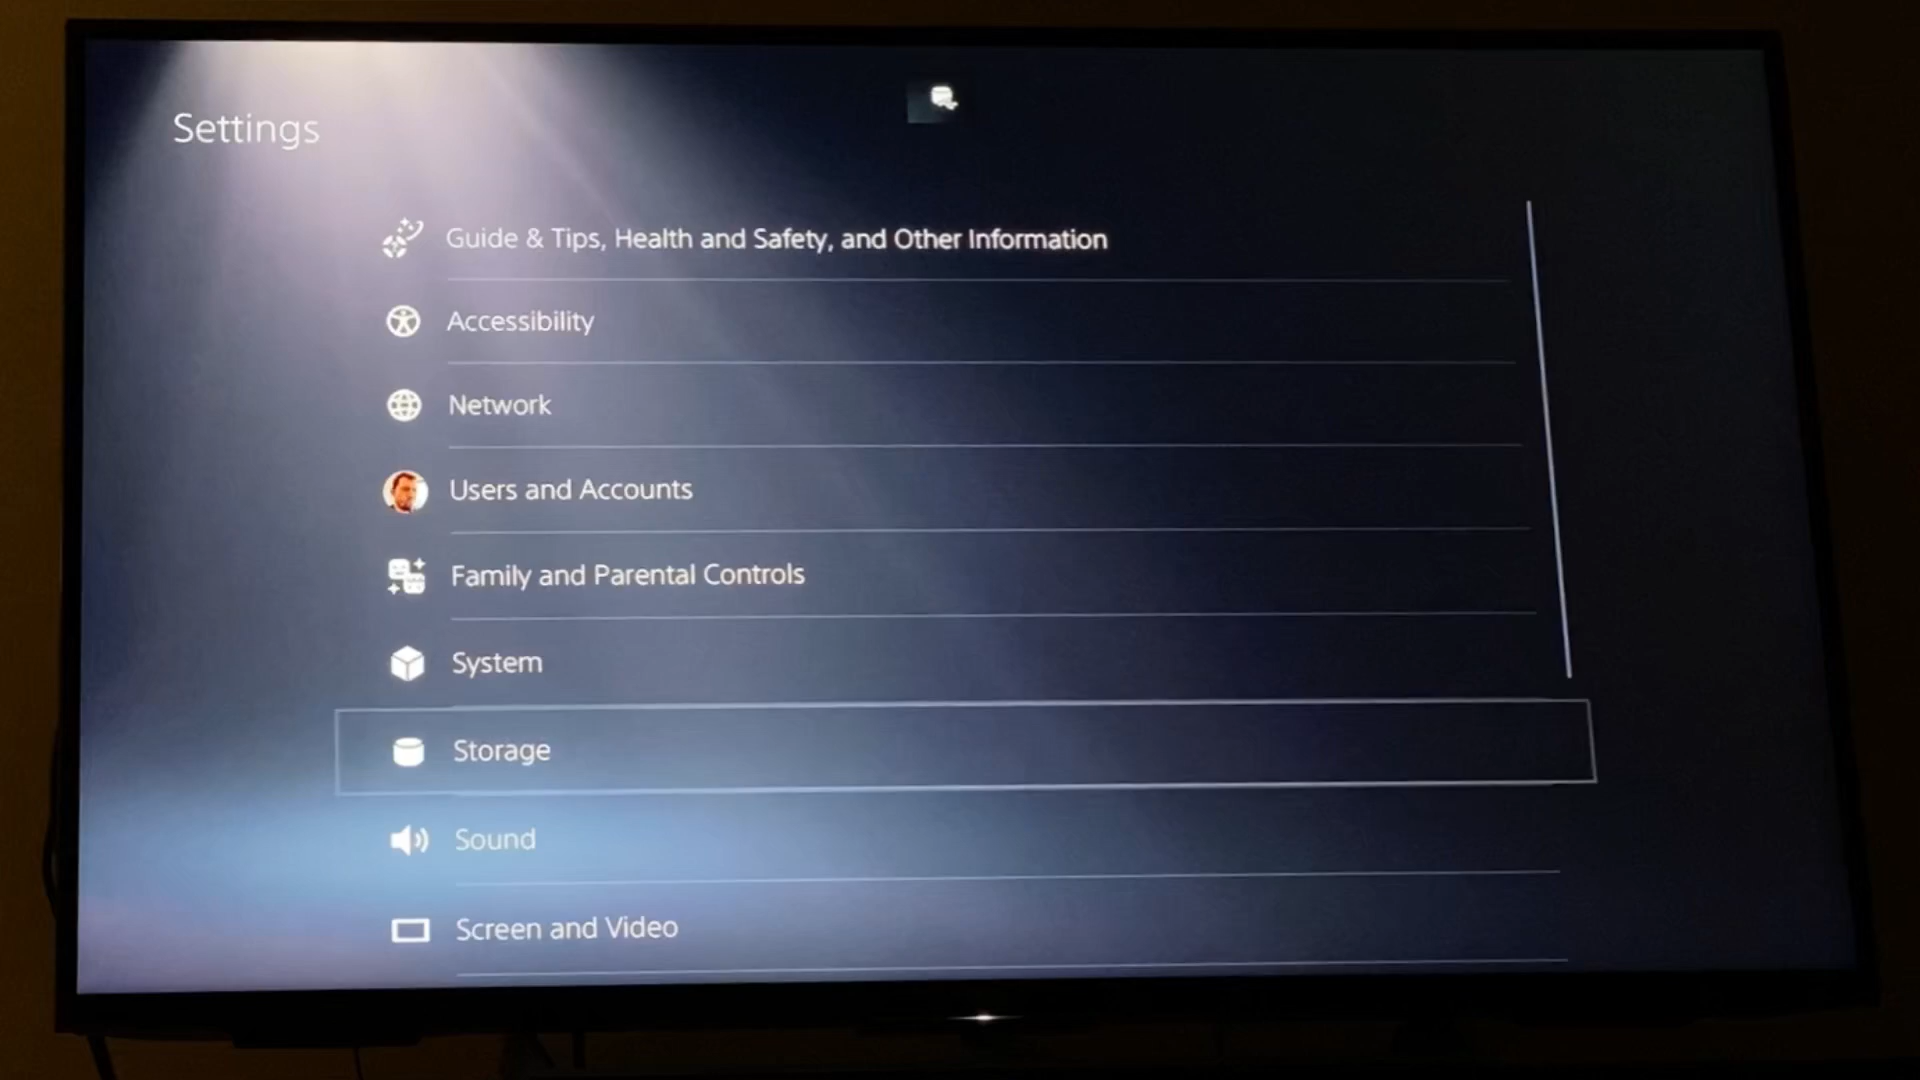 Settings
Guide & Tips, Health and Safety, and Other Information
Accessibility
Network
Users and Accounts
Family and Parental Controls
System
Storage
Sound
Screen and Video